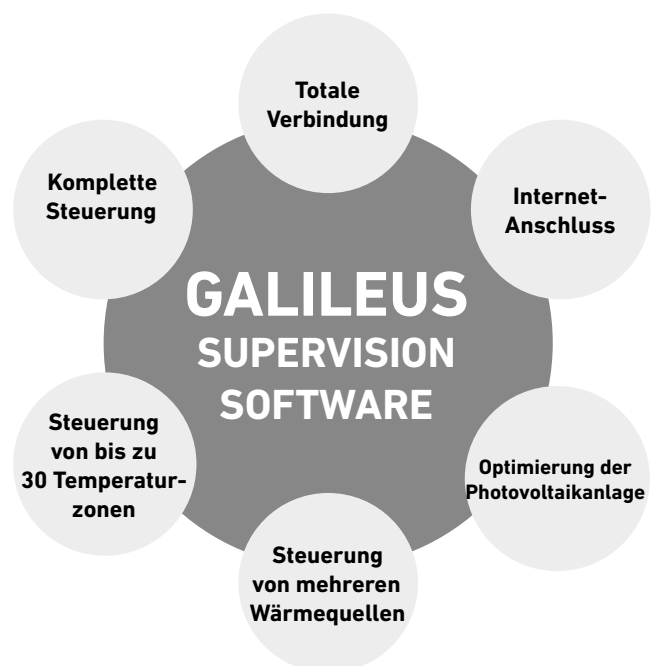 Totale
Verbindung
Komplette
Steuerung
Internet-
Anschluss
GALILEUS
SUPERVISION
SOFTWARE
Steuerung
von bis zu
30 Temperatur-
zonen
Optimierung der
Photovoltaikanlage
Steuerung
von mehreren
Wärmequellen